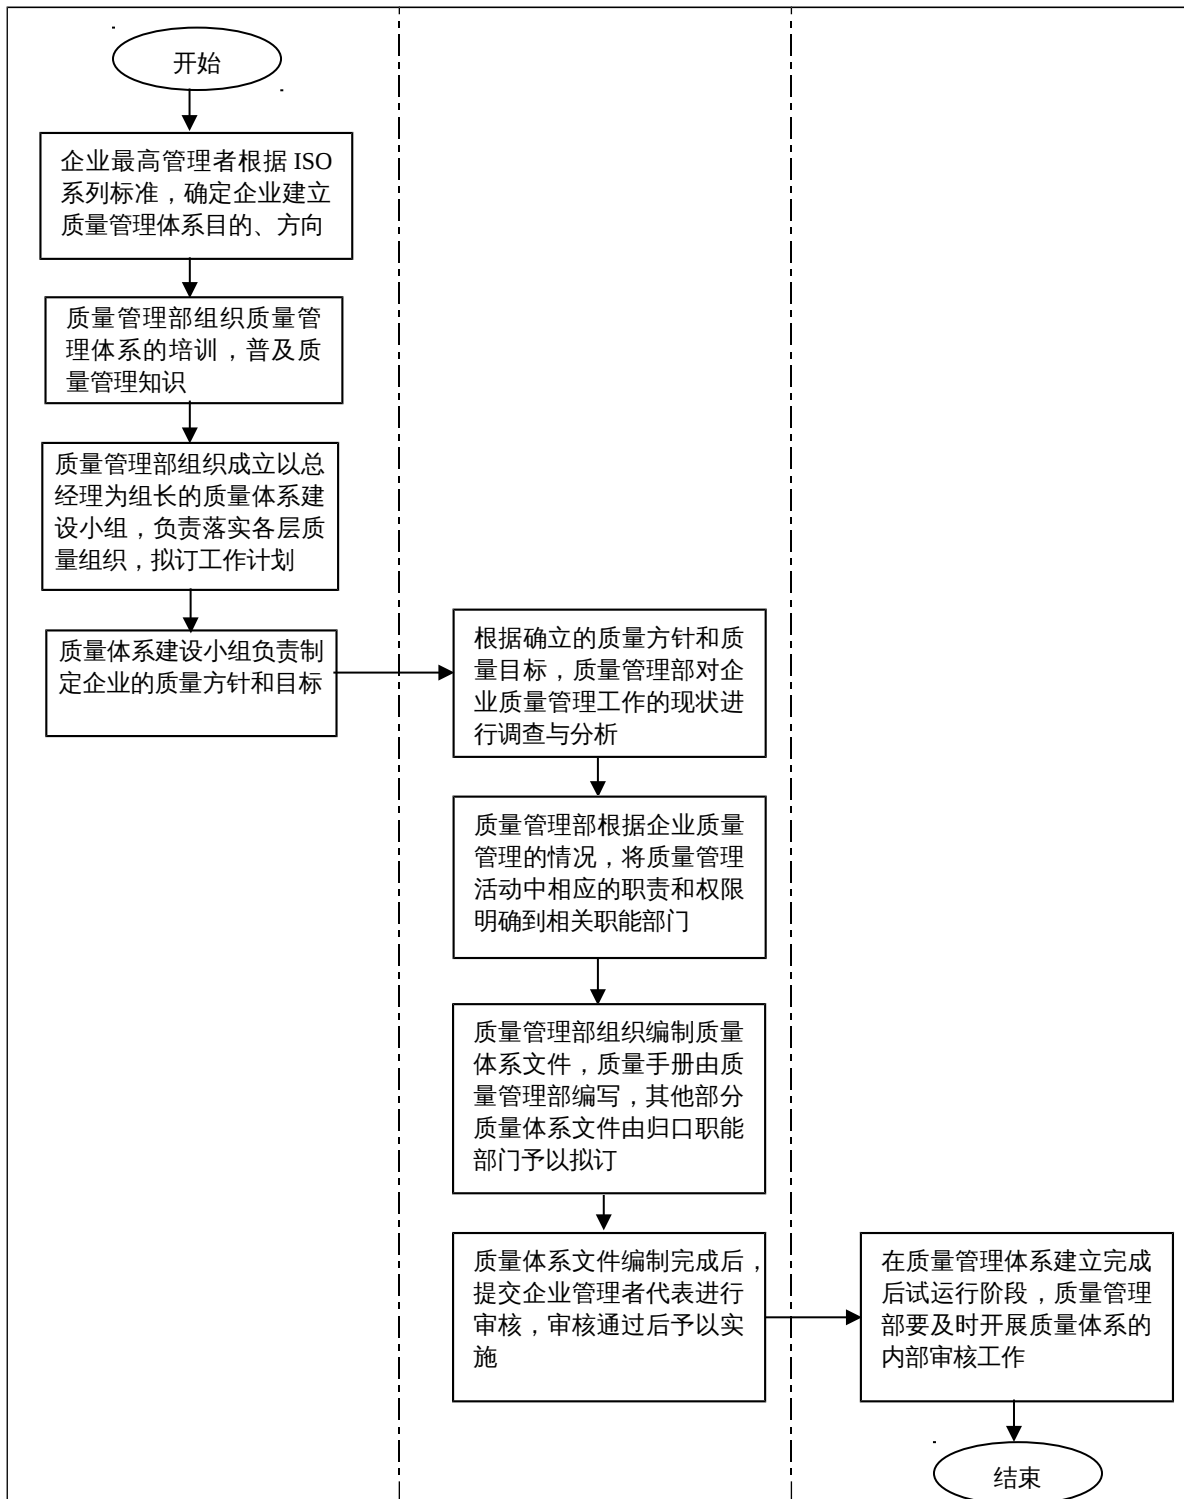 开始
企业最高管理者根据 ISO
系列标准，确定企业建立
质量管理体系目的、方向
质量管理部组织质量管
理体系的培训，普及质
量管理知识
质量管理部组织成立以总
经理为组长的质量体系建
设小组，负责落实各层质
量组织，拟订工作计划
质量体系建设小组负责制
定企业的质量方针和目标
根据确立的质量方针和质
量目标，质量管理部对企
业质量管理工作的现状进
行调查与分析
质量管理部根据企业质量
管理的情况，将质量管理
活动中相应的职责和权限
明确到相关职能部门
质量管理部组织编制质量
体系文件，质量手册由质
量管理部编写，其他部分
质量体系文件由归口职能
部门予以拟订
质量体系文件编制完成后，
提交企业管理者代表进行
审核，审核通过后予以实
施
在质量管理体系建立完成
后试运行阶段，质量管理
部要及时开展质量体系的
内部审核工作
结束